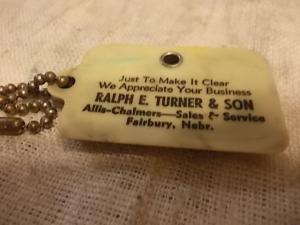 Just To Make It Clear
We Appreciate Your Business
RALPH E. TURNER & SON
Allis-Chalmers—Sales & Service
Fairbury, Nebr.